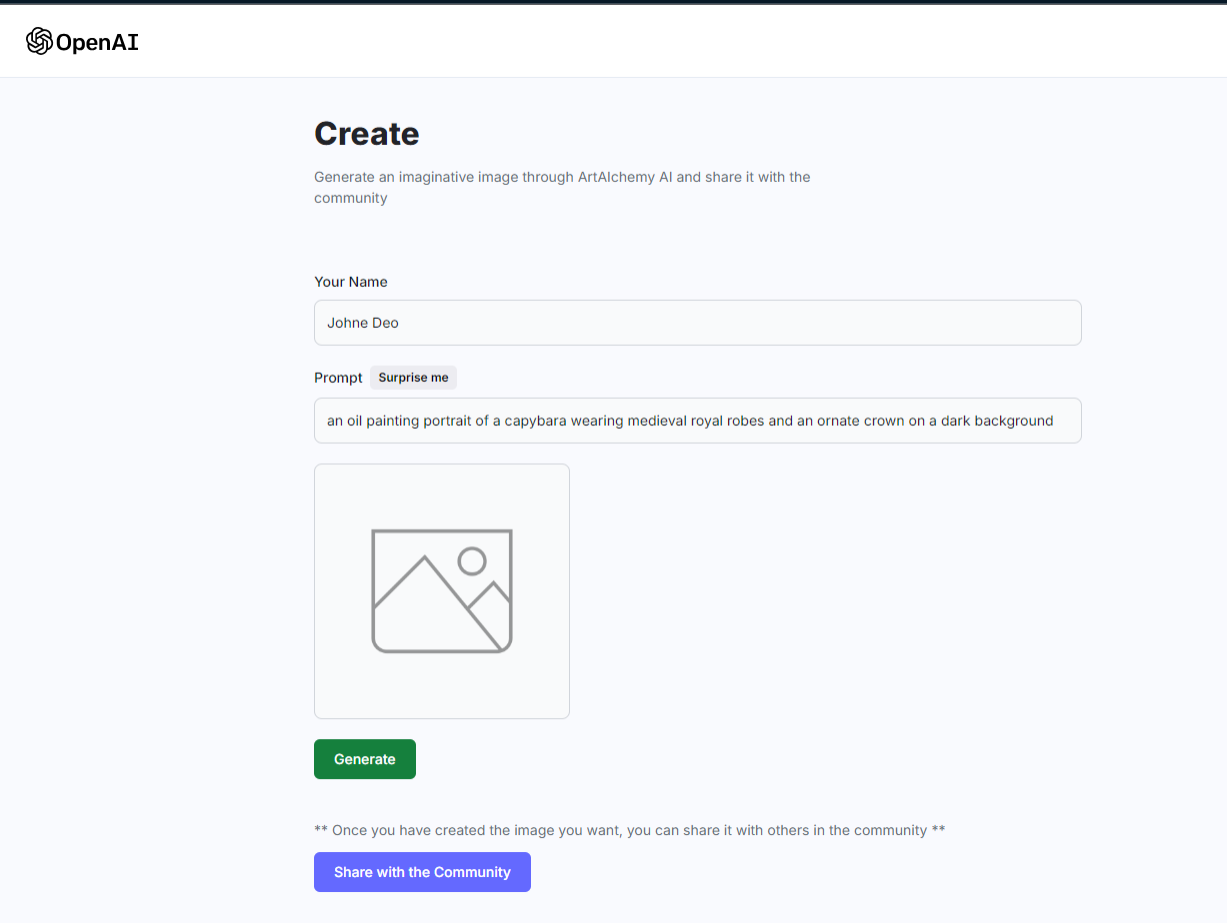 OpenAI
Create
Generate an imaginative image through ArtAlchemy AI and share it with the
community
Your Name
Johne Deo
Prompt Surprise me
an oil painting portrait of a capybara wearing medieval royal robes and an ornate crown on a dark background
Generate
** Once you have created the image you want, you can share it with others in the community **
Share with the Community